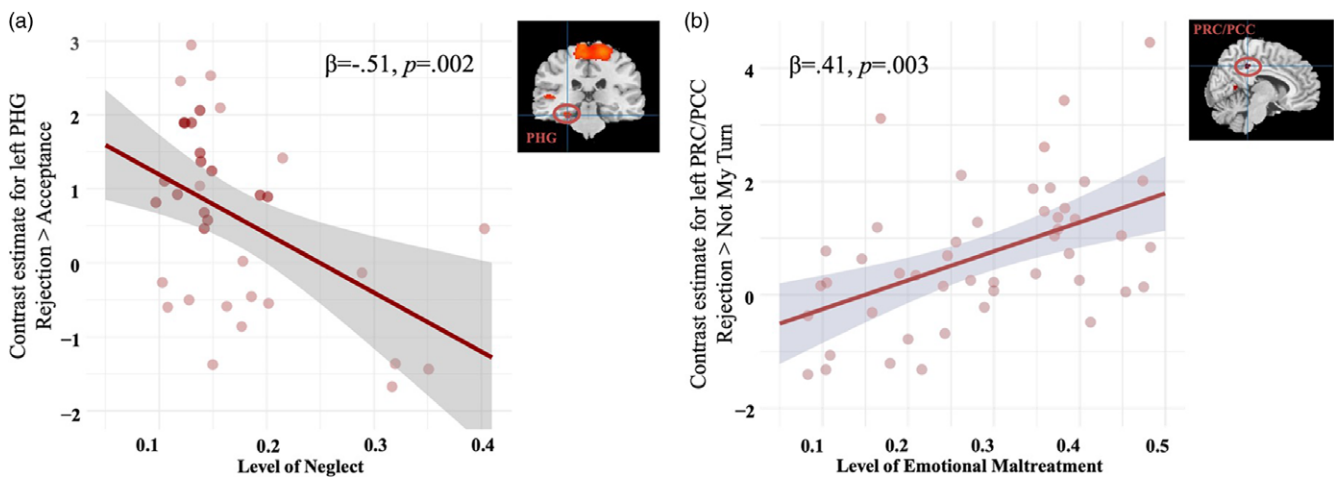 (a)
Contrast estimate for left PHG
Rejection > Acceptance
3
2
1
0
−1
−2
β=-.51, p=.002
PHG
0.1
0.2
0.3
0.4
Level of Neglect
(b)
Contrast estimate for left PRC/PCC
Rejection > Not My Turn
4
2
0
−2
β=.41, p=.003
PRC/PCC
0.1
0.2
0.3
0.4
0.5
Level of Emotional Maltreatment